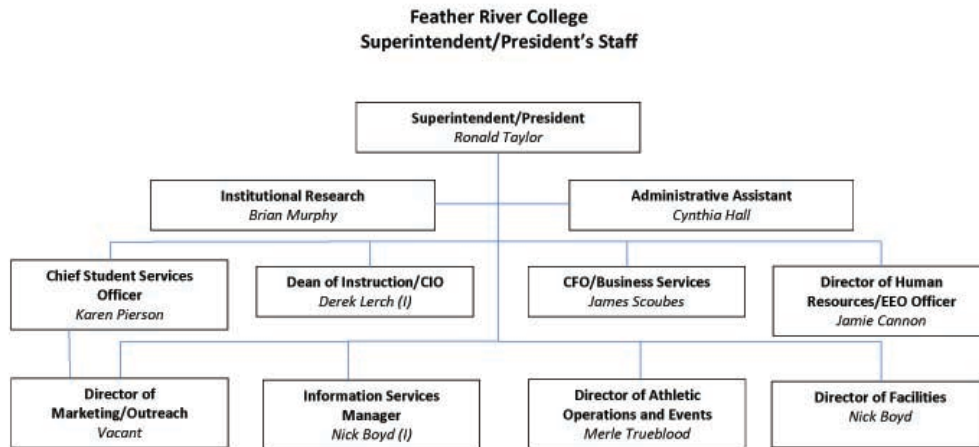 Feather River College
Superintendent/President's Staff
Superintendent/President
Ronald Taylor
Institutional Research
Brian Murphy
Administrative Assistant
Cynthia Hall
Chief Student Services
Officer
Karen Pierson
Dean of Instruction/CIO
Derek Lerch (I)
CFO/Business Services
James Scoubes
Director of Human
Resources/EEO Officer
Jamie Cannon
Director of
Marketing/Outreach
Vacant
Information Services
Manager
Nick Boyd (I)
Director of Athletic
Operations and Events
Merle Trueblood
Director of Facilities
Nick Boyd